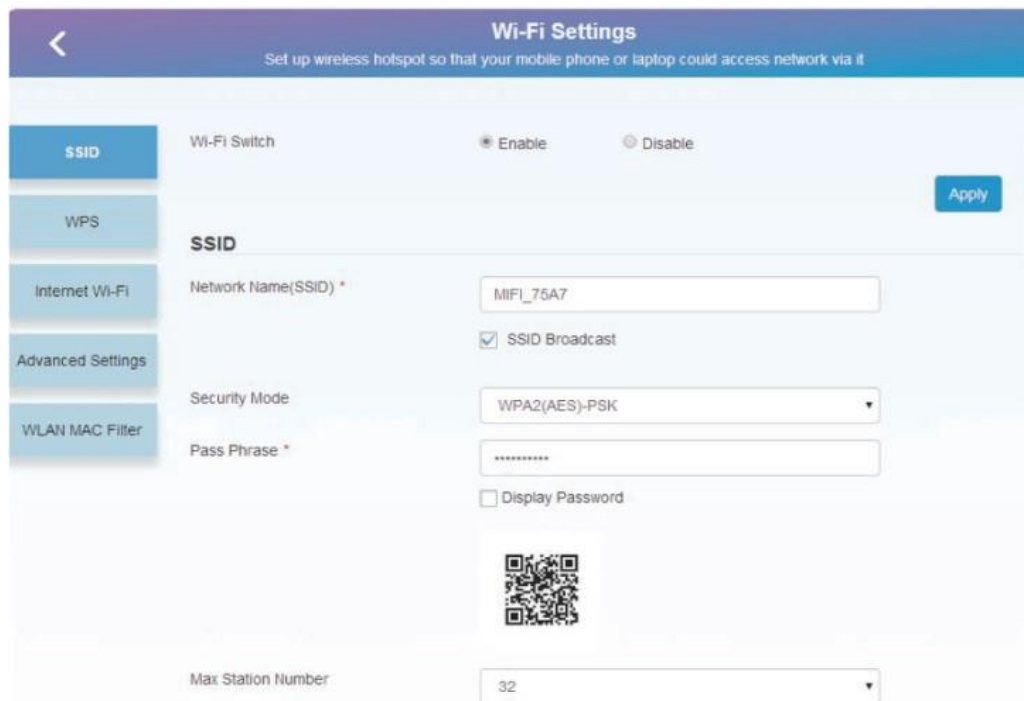 Wi-Fi Settings
Set up wireless hotspot so that your mobile phone or laptop could access network via it
SSID
WPS
Internet Wi-Fi
Advanced Settings
WLAN MAC Filter
Wi-Fi Switch
Enable Disable
Apply
SSID
Network Name(SSID) *
MIFI_75A7
SSID Broadcast
Security Mode
WPA2(AES)-PSK
Pass Phrase *
••••••••••
Display Password
Max Station Number
32